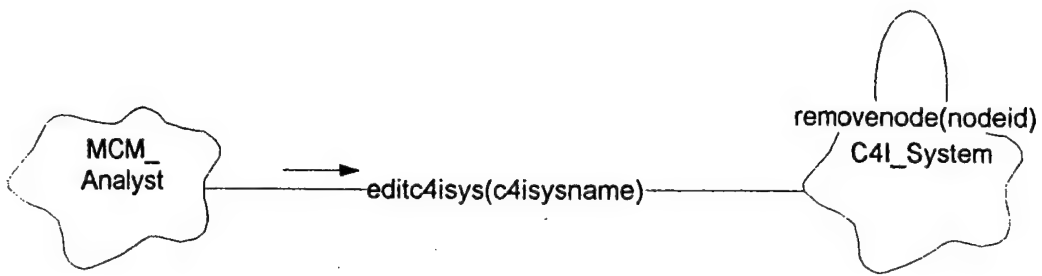 MCM_
Analyst
editc4isys(c4isysname)
removenode(nodeid)
C4I_System